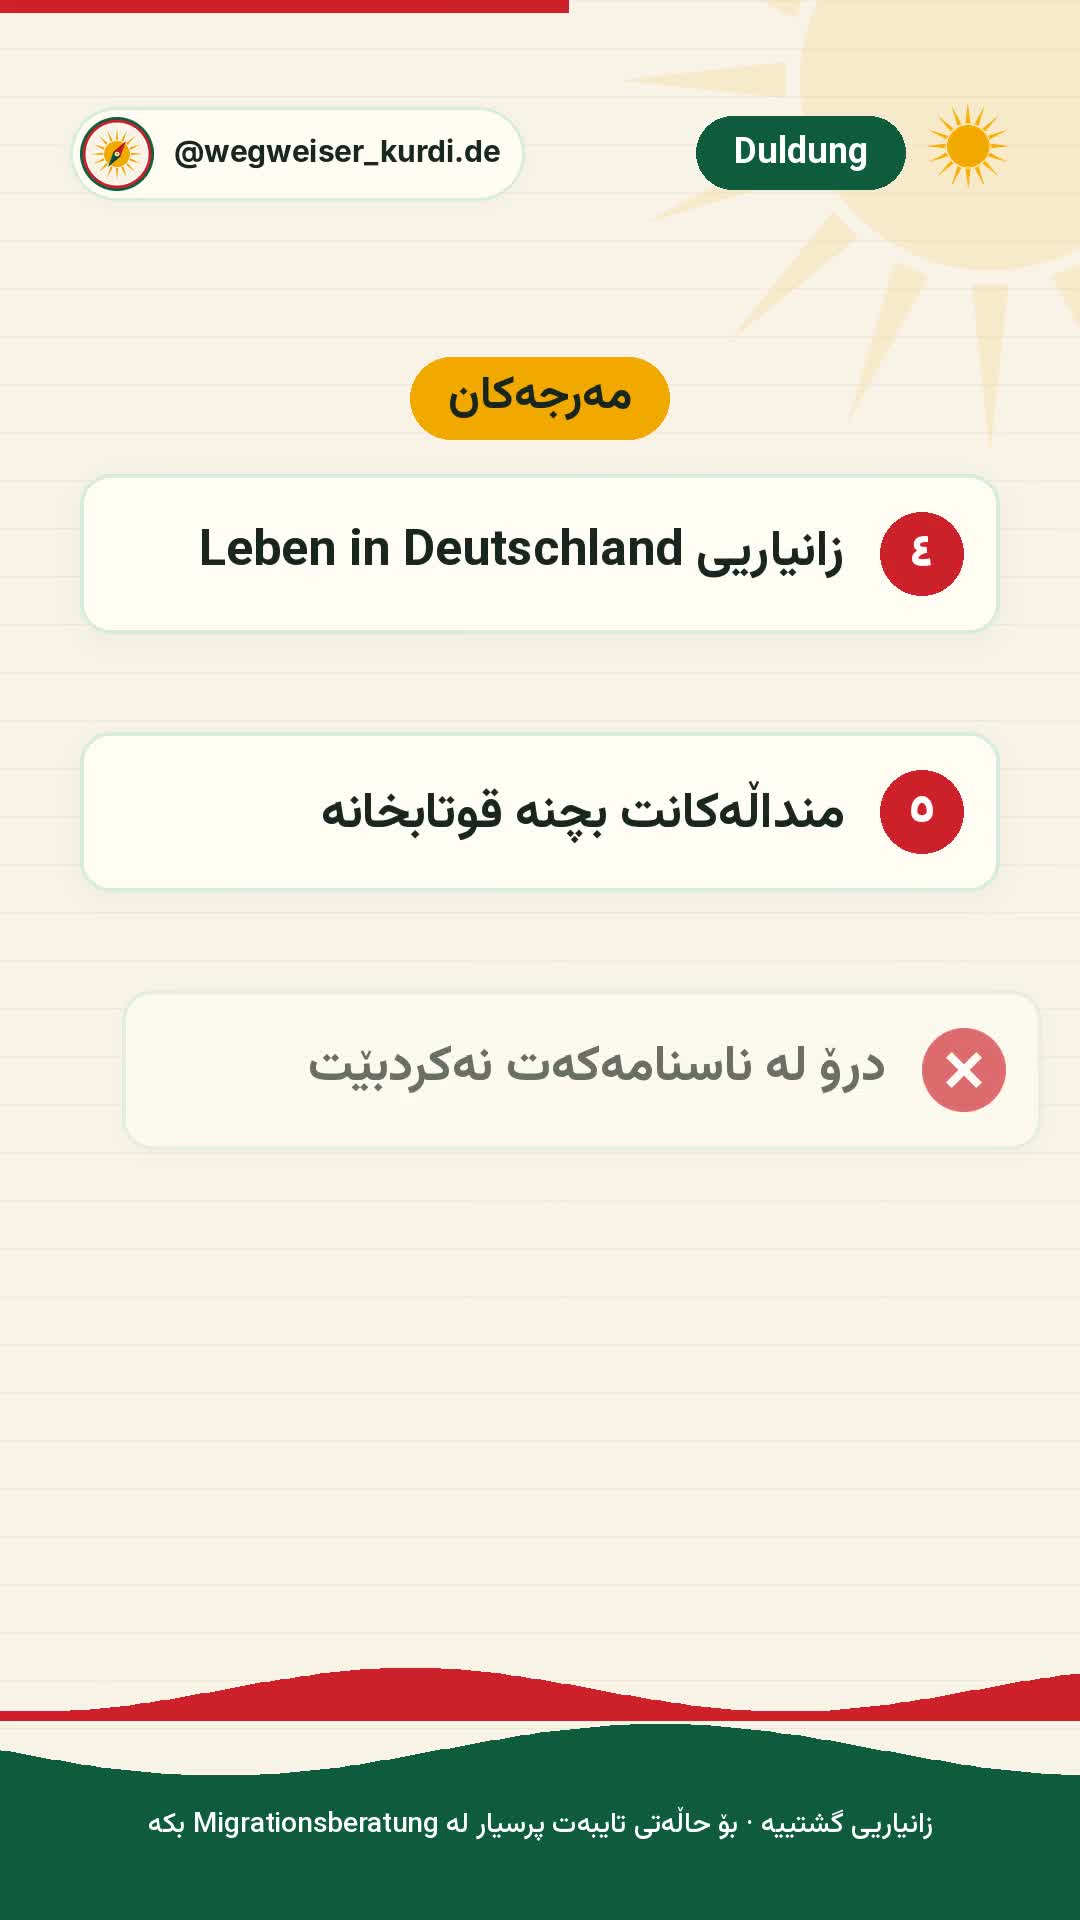 @wegweiser_kurdi.de
Duldung
مەرجەکان
٤ زانیاریی Leben in Deutschland
٥ منداڵەکانت بچنە قوتابخانە
درۆ لە ناسنامەکەت نەکردبێت
زانیاریی گشتییە · بۆ حاڵەتی تایبەت پرسیار لە Migrationsberatung بکە